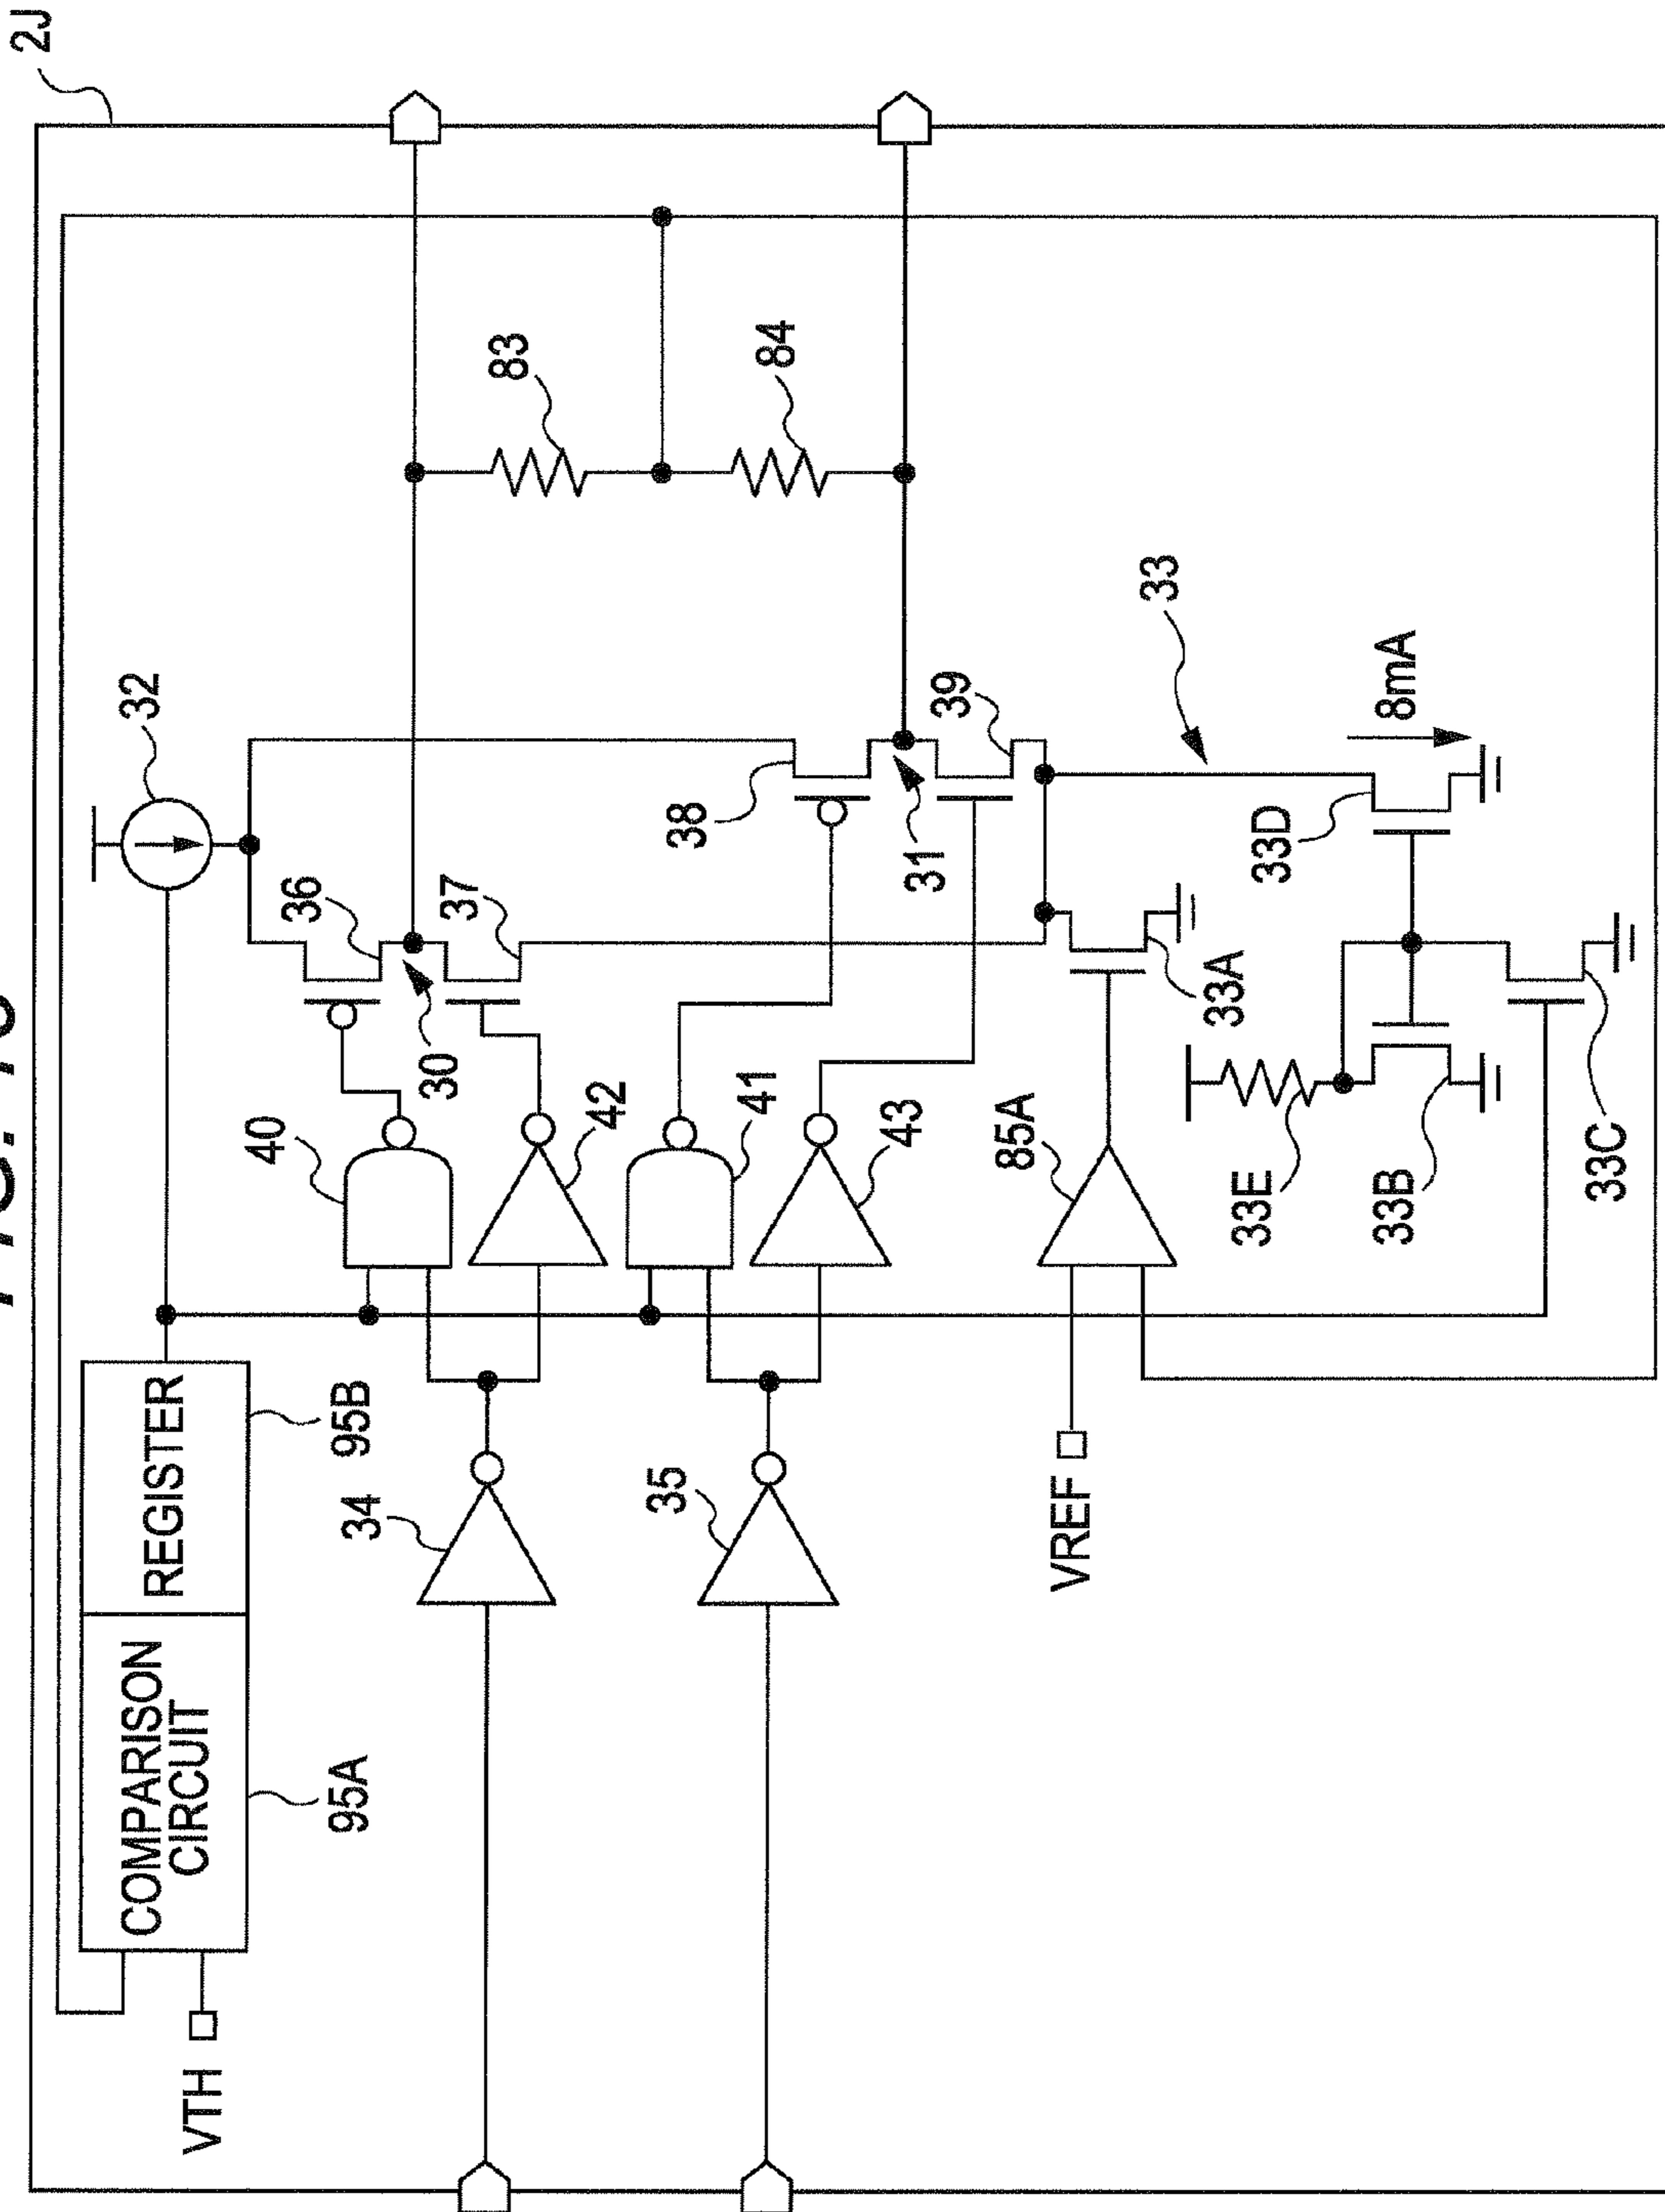 2J
32
36
37
30
38
39
31
83
84
33
8mA
33D
33A
33E
33B
33C
40
42
41
43
85A
REGISTER
95B
COMPARISON
CIRCUIT
95A
34
35
VTH
VREF